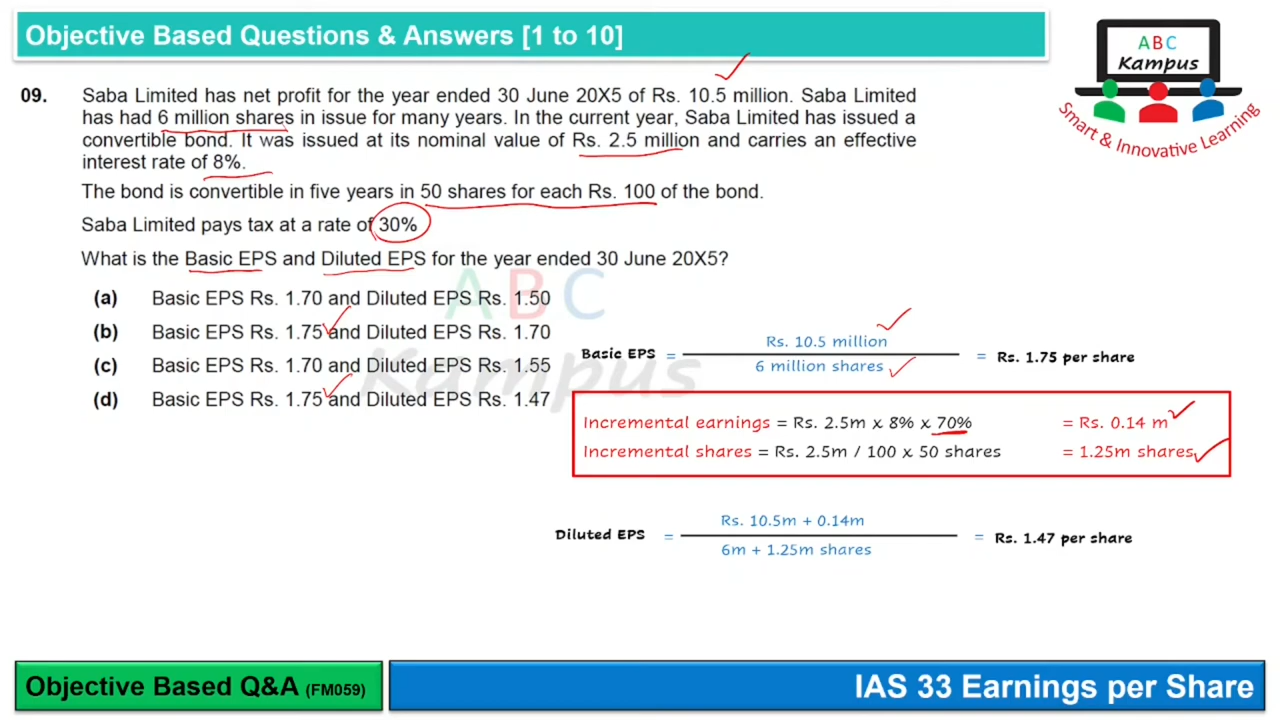 Objective Based Questions & Answers [1 to 10]
ABC
Kampus
Smart & Innovative Learning
09. Saba Limited has net profit for the year ended 30 June 20X5 of Rs. 10.5 million. Saba Limited
has had 6 million shares in issue for many years. In the current year, Saba Limited has issued a
convertible bond. It was issued at its nominal value of Rs. 2.5 million and carries an effective
interest rate of 8%.
The bond is convertible in five years in 50 shares for each Rs. 100 of the bond.
Saba Limited pays tax at a rate of 30%
What is the Basic EPS and Diluted EPS for the year ended 30 June 20X5?
ABC
Kampus
(a) Basic EPS Rs. 1.70 and Diluted EPS Rs. 1.50
(b) Basic EPS Rs. 1.75 and Diluted EPS Rs. 1.70
(c) Basic EPS Rs. 1.70 and Diluted EPS Rs. 1.55
(d) Basic EPS Rs. 1.75 and Diluted EPS Rs. 1.47
Rs. 10.5 million
Basic EPS = = Rs. 1.75 per share
6 million shares
Incremental earnings = Rs. 2.5m x 8% x 70% = Rs. 0.14 m
Incremental shares = Rs. 2.5m / 100 x 50 shares = 1.25m shares
Rs. 10.5m + 0.14m
Diluted EPS = = Rs. 1.47 per share
6m + 1.25m shares
Objective Based Q&A (FM059)
IAS 33 Earnings per Share